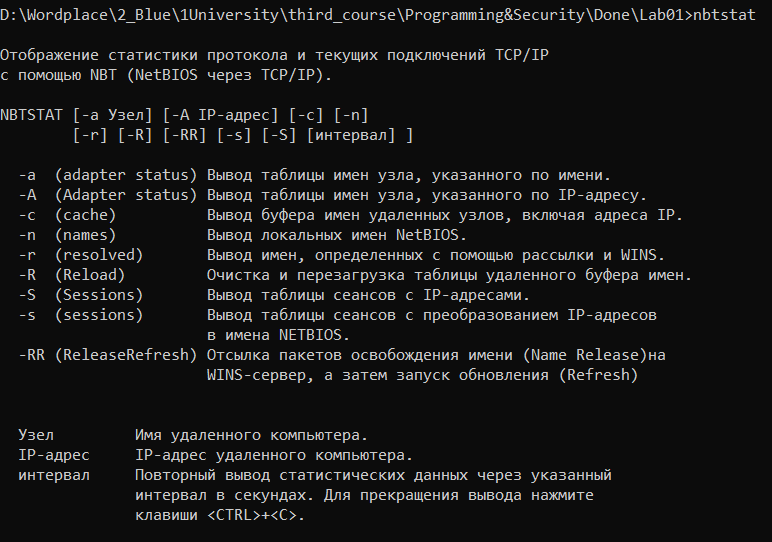 D:\Wordplace\2_Blue\1University\third_course\Programming&Security\Done\Lab01>nbtstat
Отображение статистики протокола и текущих подключений TCP/IP
с помощью NBT (NetBIOS через TCP/IP).
NBTSTAT [-a Узел] [-A IP-адрес] [-c] [-n]
[-r] [-R] [-RR] [-s] [-S] [интервал] ]
-a (adapter status) Вывод таблицы имен узла, указанного по имени.
-A (Adapter status) Вывод таблицы имен узла, указанного по IP-адресу.
-c (cache) Вывод буфера имен удаленных узлов, включая адреса IP.
-n (names) Вывод локальных имен NetBIOS.
-r (resolved) Вывод имен, определенных с помощью рассылки и WINS.
-R (Reload) Очистка и перезагрузка таблицы удаленного буфера имен.
-S (Sessions) Вывод таблицы сеансов с IP-адресами.
-s (sessions) Вывод таблицы сеансов с преобразованием IP-адресов
в имена NETBIOS.
-RR (ReleaseRefresh) Отсылка пакетов освобождения имени (Name Release)на
WINS-сервер, а затем запуск обновления (Refresh)
Узел Имя удаленного компьютера.
IP-адрес IP-адрес удаленного компьютера.
интервал Повторный вывод статистических данных через указанный
интервал в секундах. Для прекращения вывода нажмите
клавиши <CTRL>+<C>.